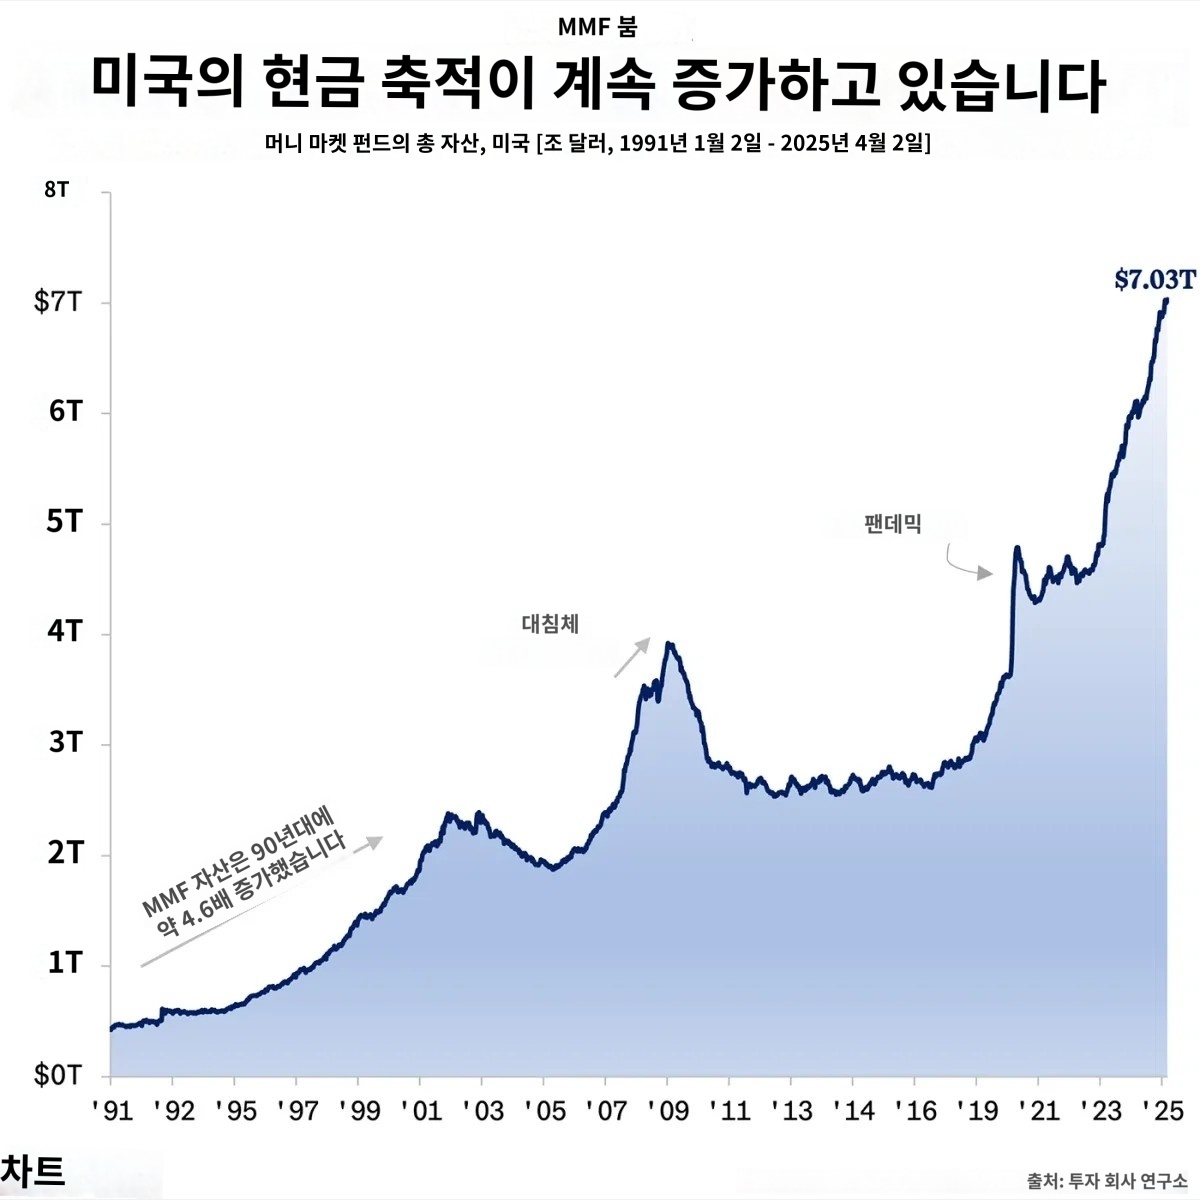 MMF 붐
미국의 현금 축적이 계속 증가하고 있습니다
머니 마켓 펀드의 총 자산, 미국 [조 달러, 1991년 1월 2일 - 2025년 4월 2일]
8T
$7T
6T
5T
4T
3T
2T
1T
$0T
$7.03T
팬데믹
대침체
MMF 자산은 90년대에
약 4.6배 증가했습니다
'91 '92 '95 '97 '99 '01 '03 '05 '07 '09 '11 '13 '14 '16 '19 '21 '23 '25
차트
출처: 투자 회사 연구소